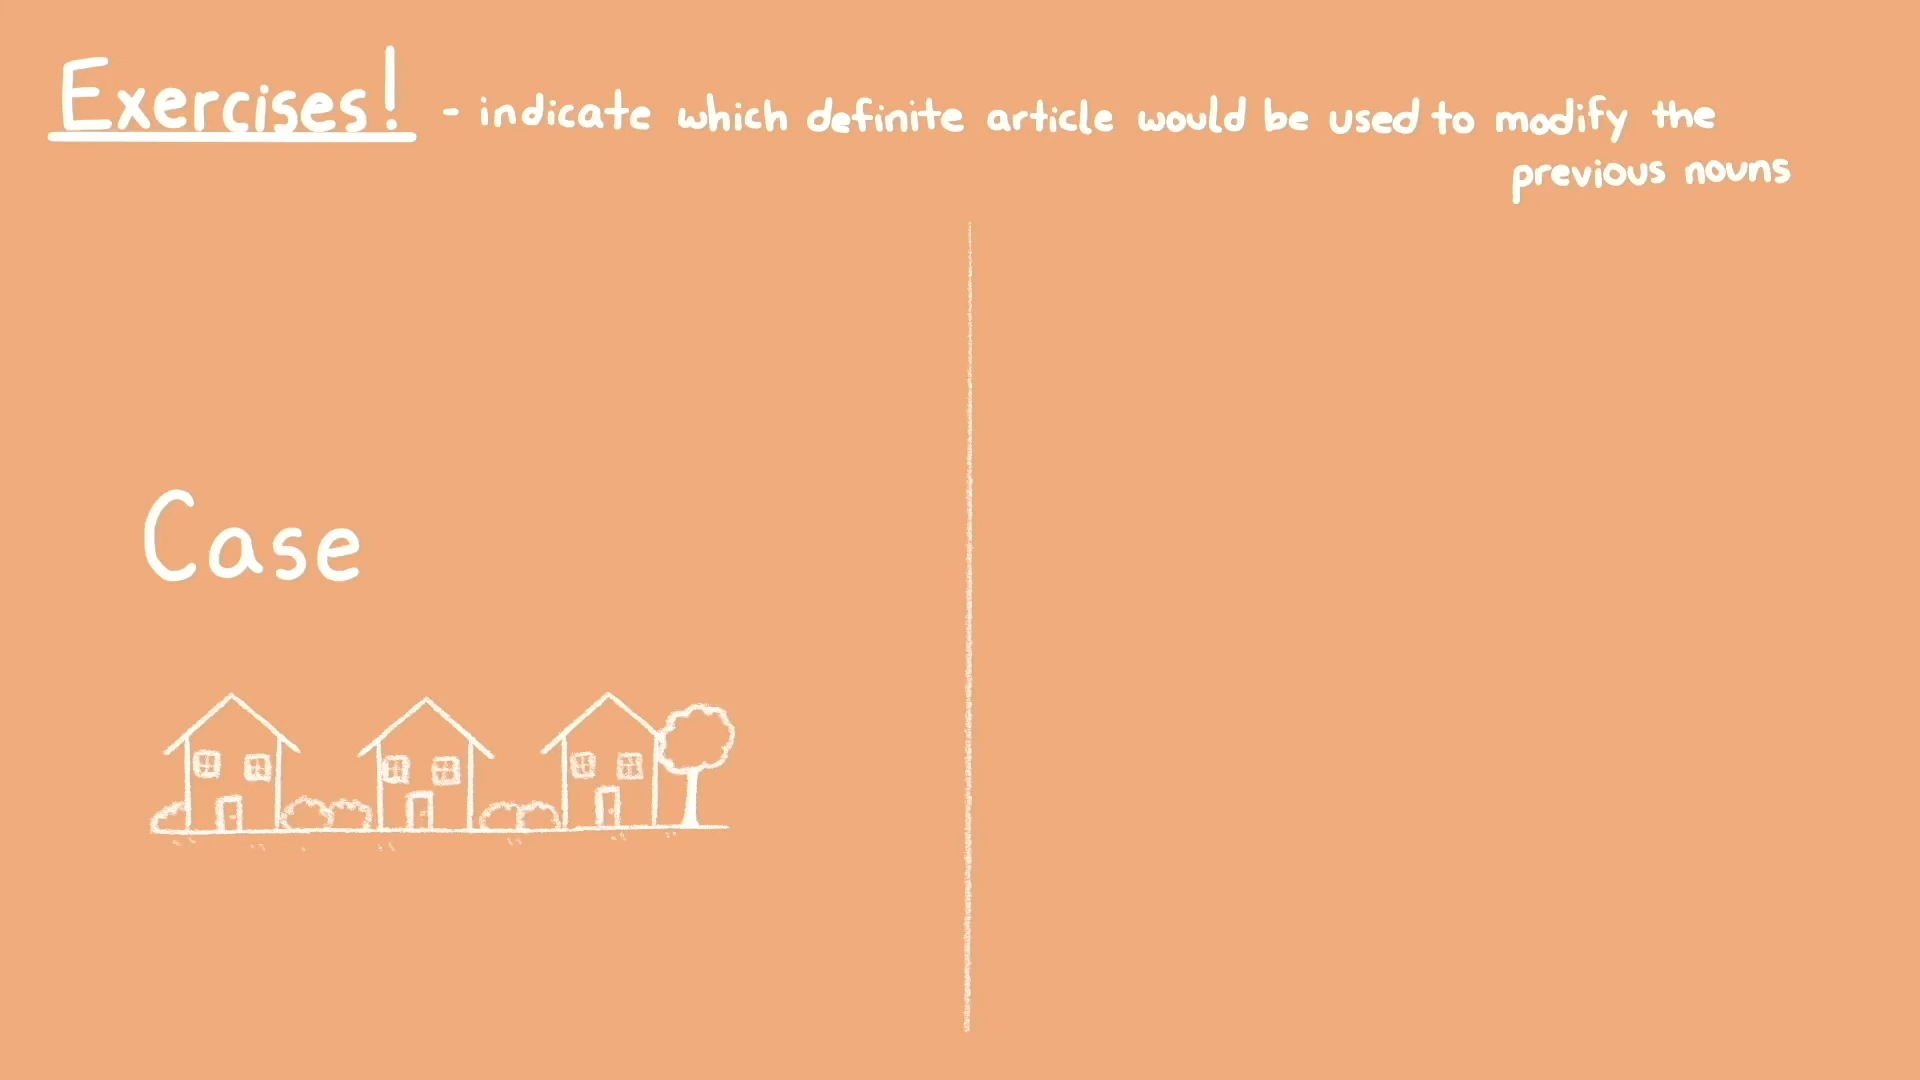 Exercises! - indicate which definite article would be used to modify the
previous nouns
Case